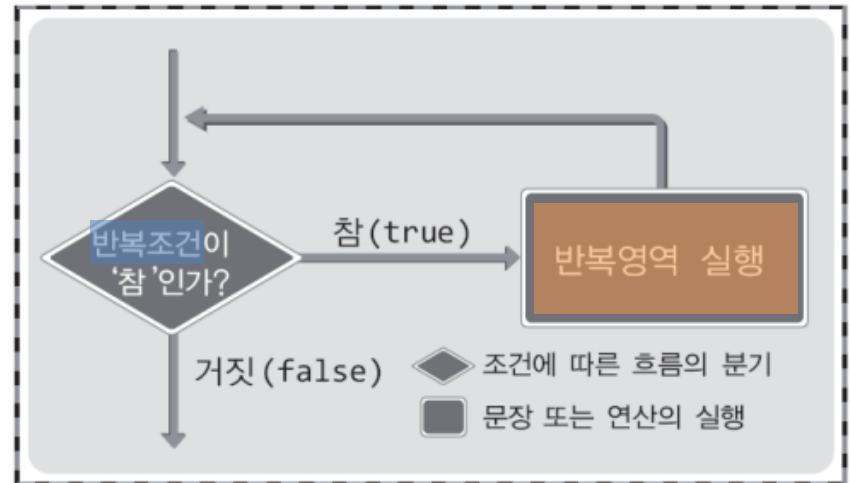 참(true)
반복조건이
‘참’인가?
반복영역 실행
거짓(false)
조건에 따른 흐름의 분기
문장 또는 연산의 실행